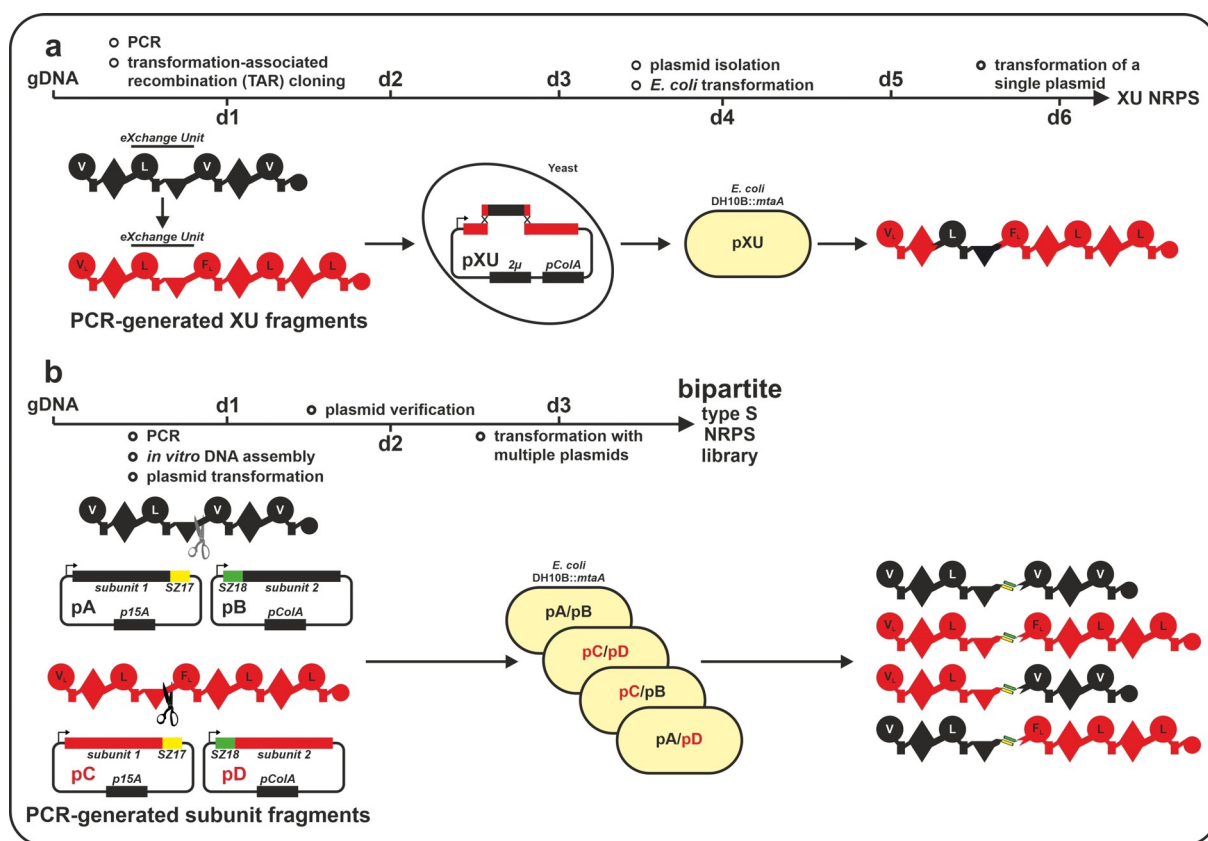 a
PCR
transformation-associated
recombination (TAR) cloning
plasmid isolation
E. coli transformation
transformation of a
single plasmid
gDNA
d1
d2
d3
d4
d5
d6
XU NRPS
eXchange Unit
V
L
V
V
eXchange Unit
VL
L
FL
L
L
PCR-generated XU fragments
Yeast
pXU
2µ
pColA
E. coli
DH10B::mtaA
pXU
VL
L
FL
L
L
b
gDNA
d1
plasmid verification
d2
d3
PCR
in vitro DNA assembly
plasmid transformation
transformation with
multiple plasmids
bipartite
type S
NRPS
library
V
L
V
V
subunit 1
SZ17
pA
p15A
SZ18
subunit 2
pB
pColA
VL
L
FL
L
L
subunit 1
SZ17
pC
p15A
SZ18
subunit 2
pD
pColA
PCR-generated subunit fragments
E. coli
DH10B::mtaA
pA/pB
pC/pD
pC/pB
pA/pD
V
L
V
V
VL
L
FL
L
L
VL
L
V
V
V
L
FL
L
L